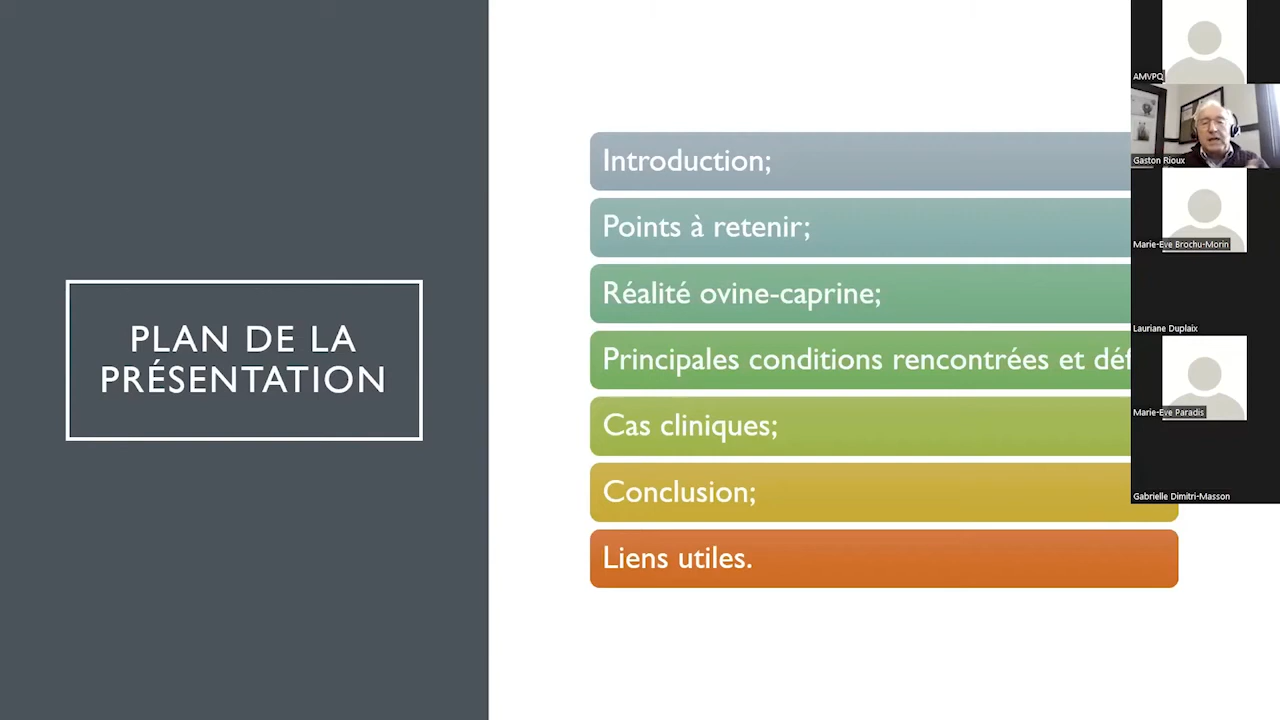 PLAN DE LA
PRÉSENTATION
Introduction;
Points à retenir;
Réalité ovine-caprine;
Principales conditions rencontrées et
Cas cliniques;
Conclusion;
Liens utiles.
AMVPQ
Gaston Rioux
Marie-Eve Brochu-Morin
Lauriane Duplaix
Marie-Eve Paradis
Gabrielle Dimitri-Masson